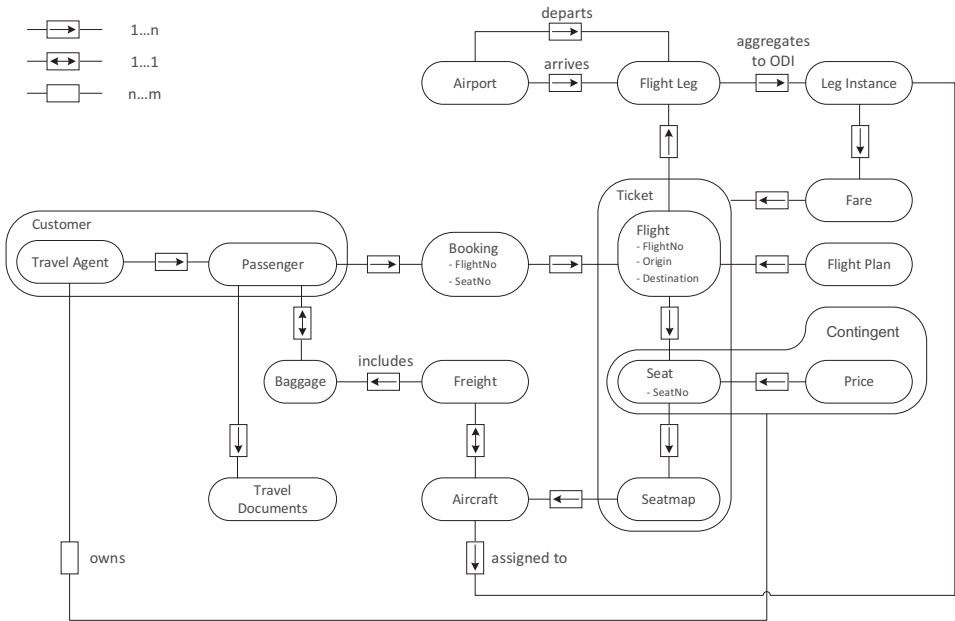 departs
1...n
aggregates
to ODI
1...1
arrives
Airport
Flight Leg
Leg Instance
n...m
Ticket
Fare
Customer
Flight
- FlightNo
- Origin
- Destination
Booking
- FlightNo
- SeatNo
Travel Agent
Passenger
Flight Plan
Contingent
includes
Baggage
Freight
Seat
- SeatNo
Price
Travel
Documents
Aircraft
Seatmap
owns
assigned to